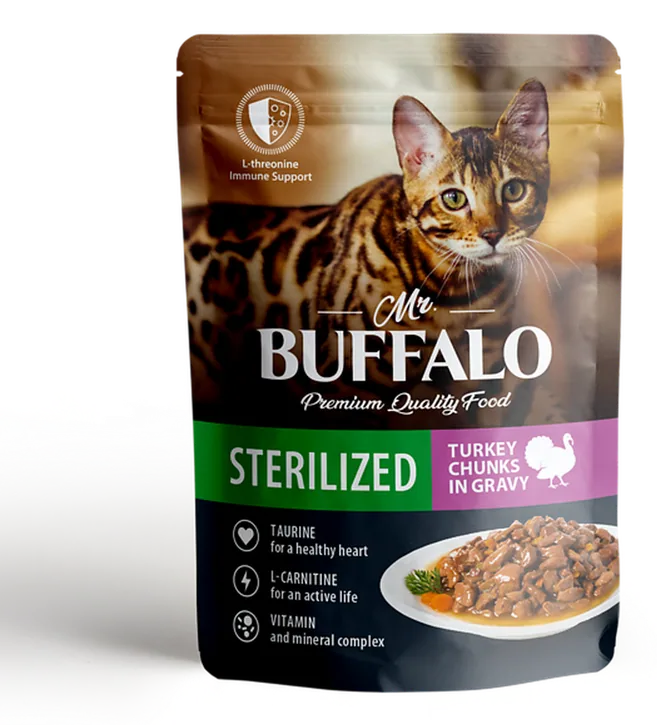 L-threonine
Immune Support
Mr.
BUFFALO
Premium Quality Food
STERILIZED
TURKEY
CHUNKS
IN GRAVY
TAURINE
for a healthy heart
L-CARNITINE
for an active life
VITAMIN
and mineral complex